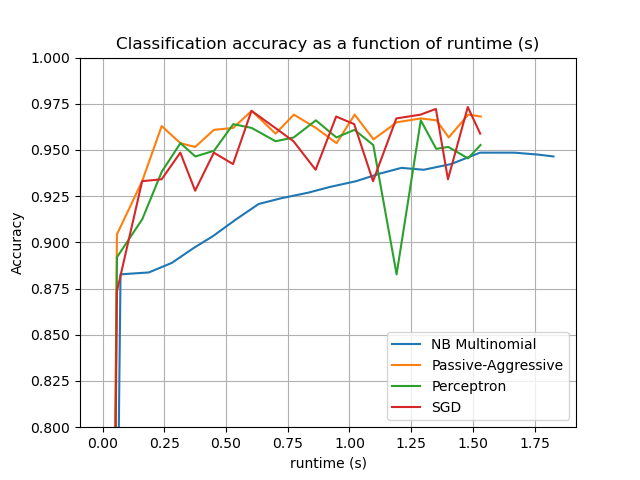 Classification accuracy as a function of runtime (s)
1.000
0.975
0.950
0.925
0.900
0.875
0.850
0.825
0.800
Accuracy
NB Multinomial
Passive-Aggressive
Perceptron
SGD
0.00 0.25 0.50 0.75 1.00 1.25 1.50 1.75
runtime (s)